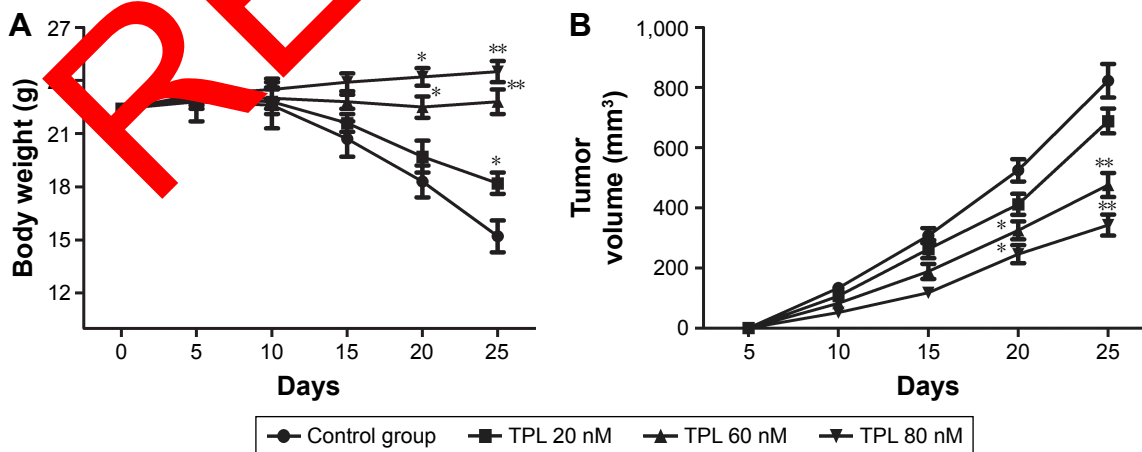 A
B
27
21
18
15
12
Body weight (g)
0 5 10 15 20 25
Days
* ** * ** *
1,000
800
600
400
200
0
Tumor
volume (mm³)
5 10 15 20 25
Days
** ** * *
Control group TPL 20 nM TPL 60 nM TPL 80 nM
R